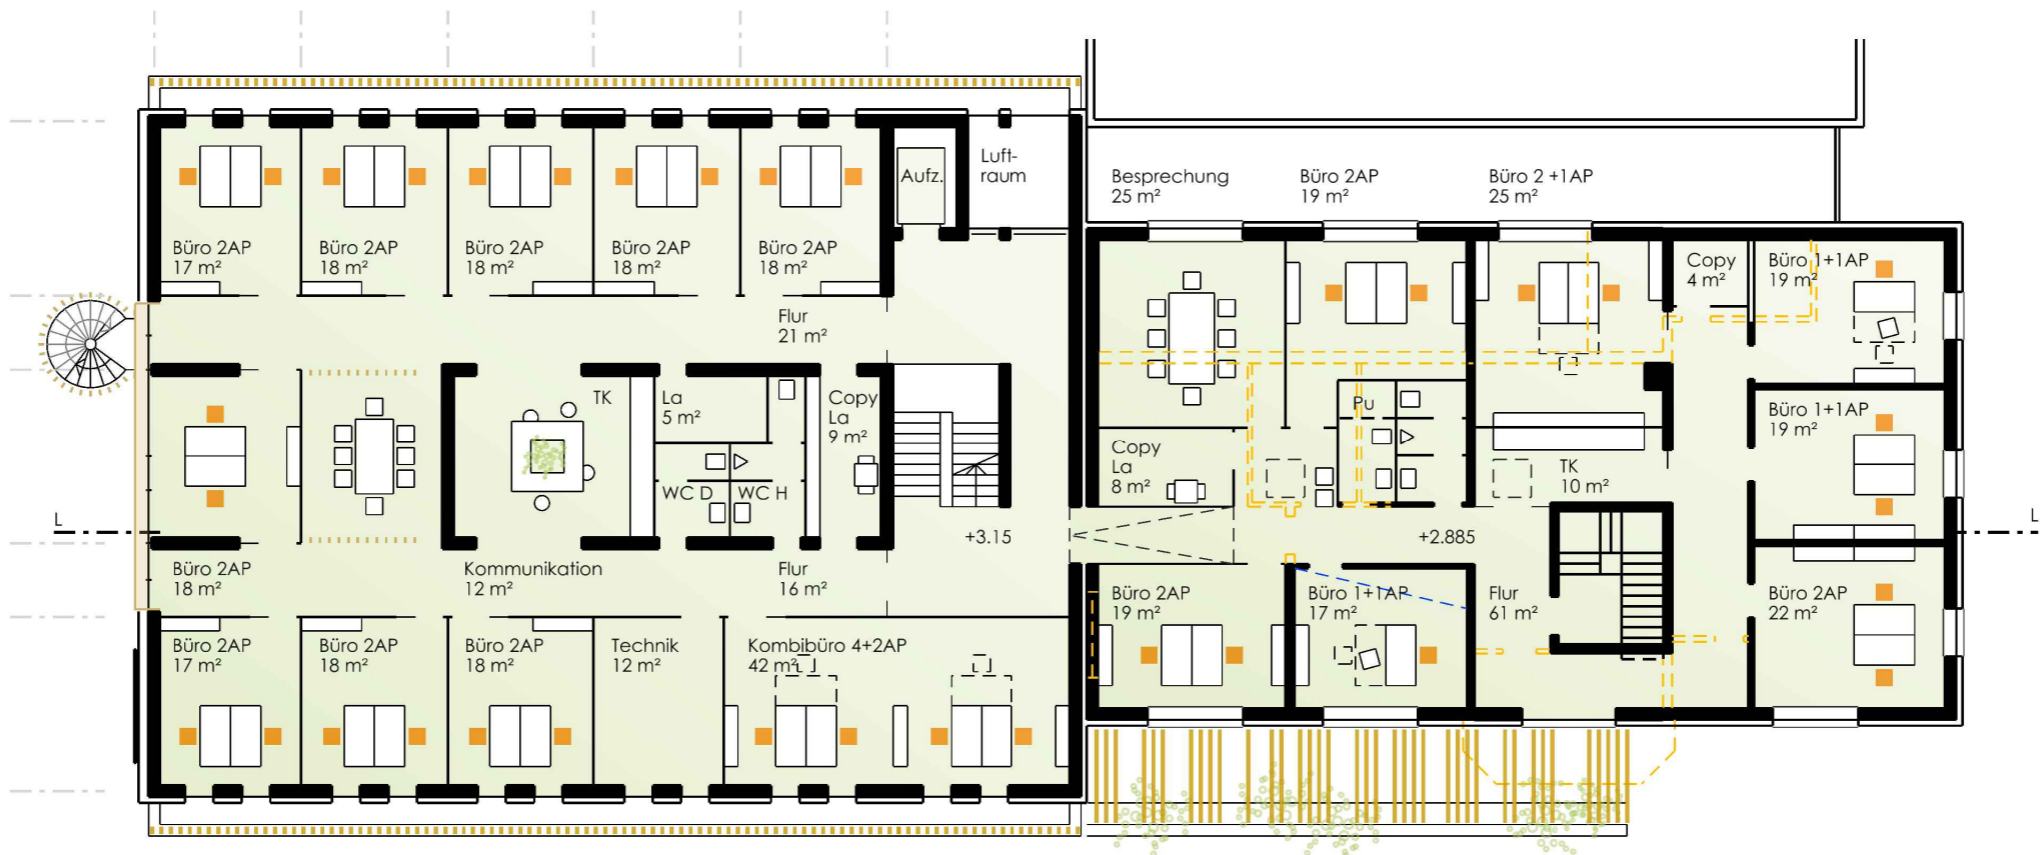 Büro 2AP
17 m²
Büro 2AP
18 m²
Büro 2AP
18 m²
Büro 2AP
18 m²
Büro 2AP
18 m²
Aufz.
Luft-
raum
Besprechung
25 m²
Büro 2AP
19 m²
Büro 2 +1AP
25 m²
Copy
4 m²
Büro 1+1AP
19 m²
Flur
21 m²
TK
La
5 m²
Copy
La
9 m²
WC D
WC H
Pu
Copy
La
8 m²
TK
10 m²
Büro 1+1AP
19 m²
L
L
+3.15
+2.885
Büro 2AP
18 m²
Kommunikation
12 m²
Flur
16 m²
Büro 2AP
19 m²
Büro 1+1AP
17 m²
Flur
61 m²
Büro 2AP
22 m²
Büro 2AP
17 m²
Büro 2AP
18 m²
Büro 2AP
18 m²
Technik
12 m²
Kombibüro 4+2AP
42 m²